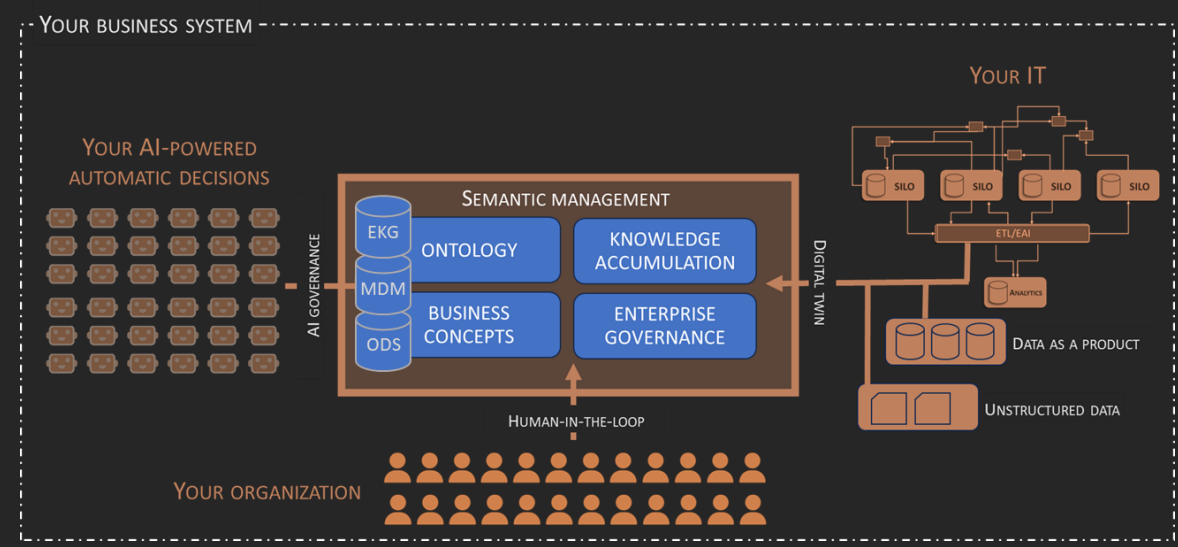 Your business system
Your IT
Your AI-powered
automatic decisions
SILO
SILO
SILO
SILO
ETL/EAI
Analytics
Semantic management
EKG
MDM
ODS
ONTOLOGY
KNOWLEDGE
ACCUMULATION
BUSINESS
CONCEPTS
ENTERPRISE
GOVERNANCE
AI governance
Digital twin
Data as a product
Unstructured data
Human-in-the-loop
Your organization